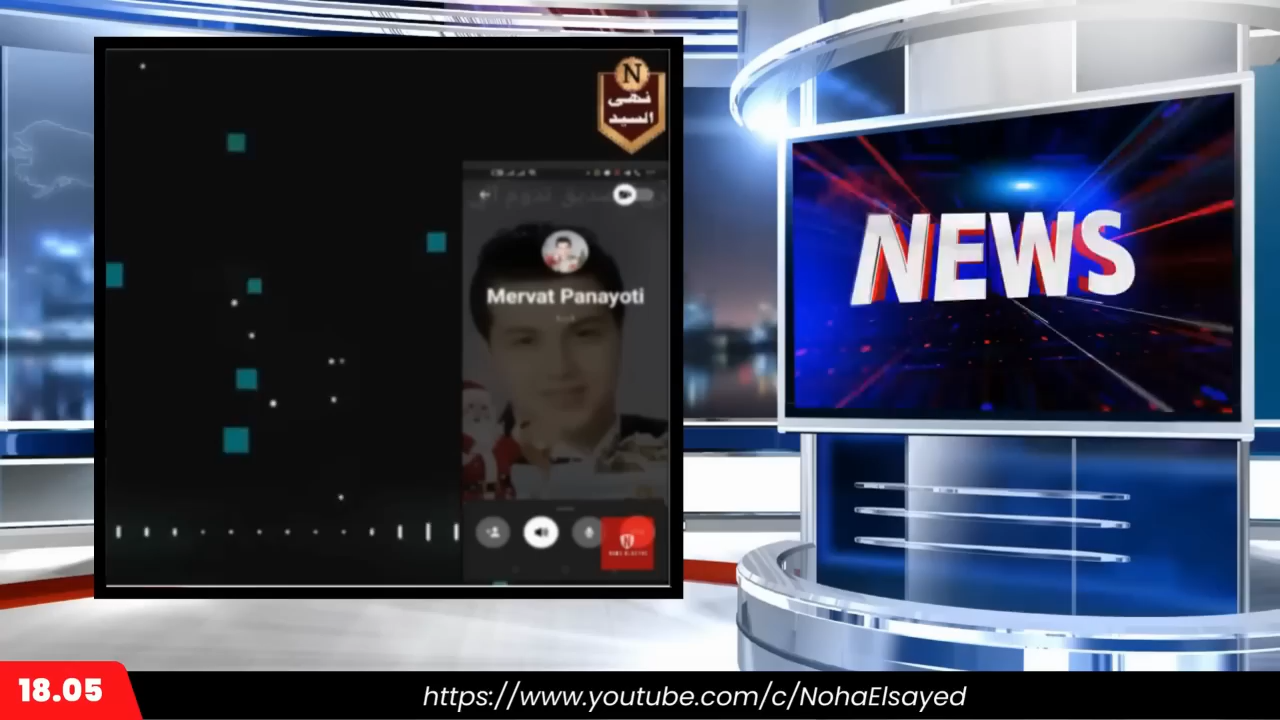 N
نهى
السيد
Mervat Panayoti
NEWS
18.05
https://www.youtube.com/c/NohaElsayed